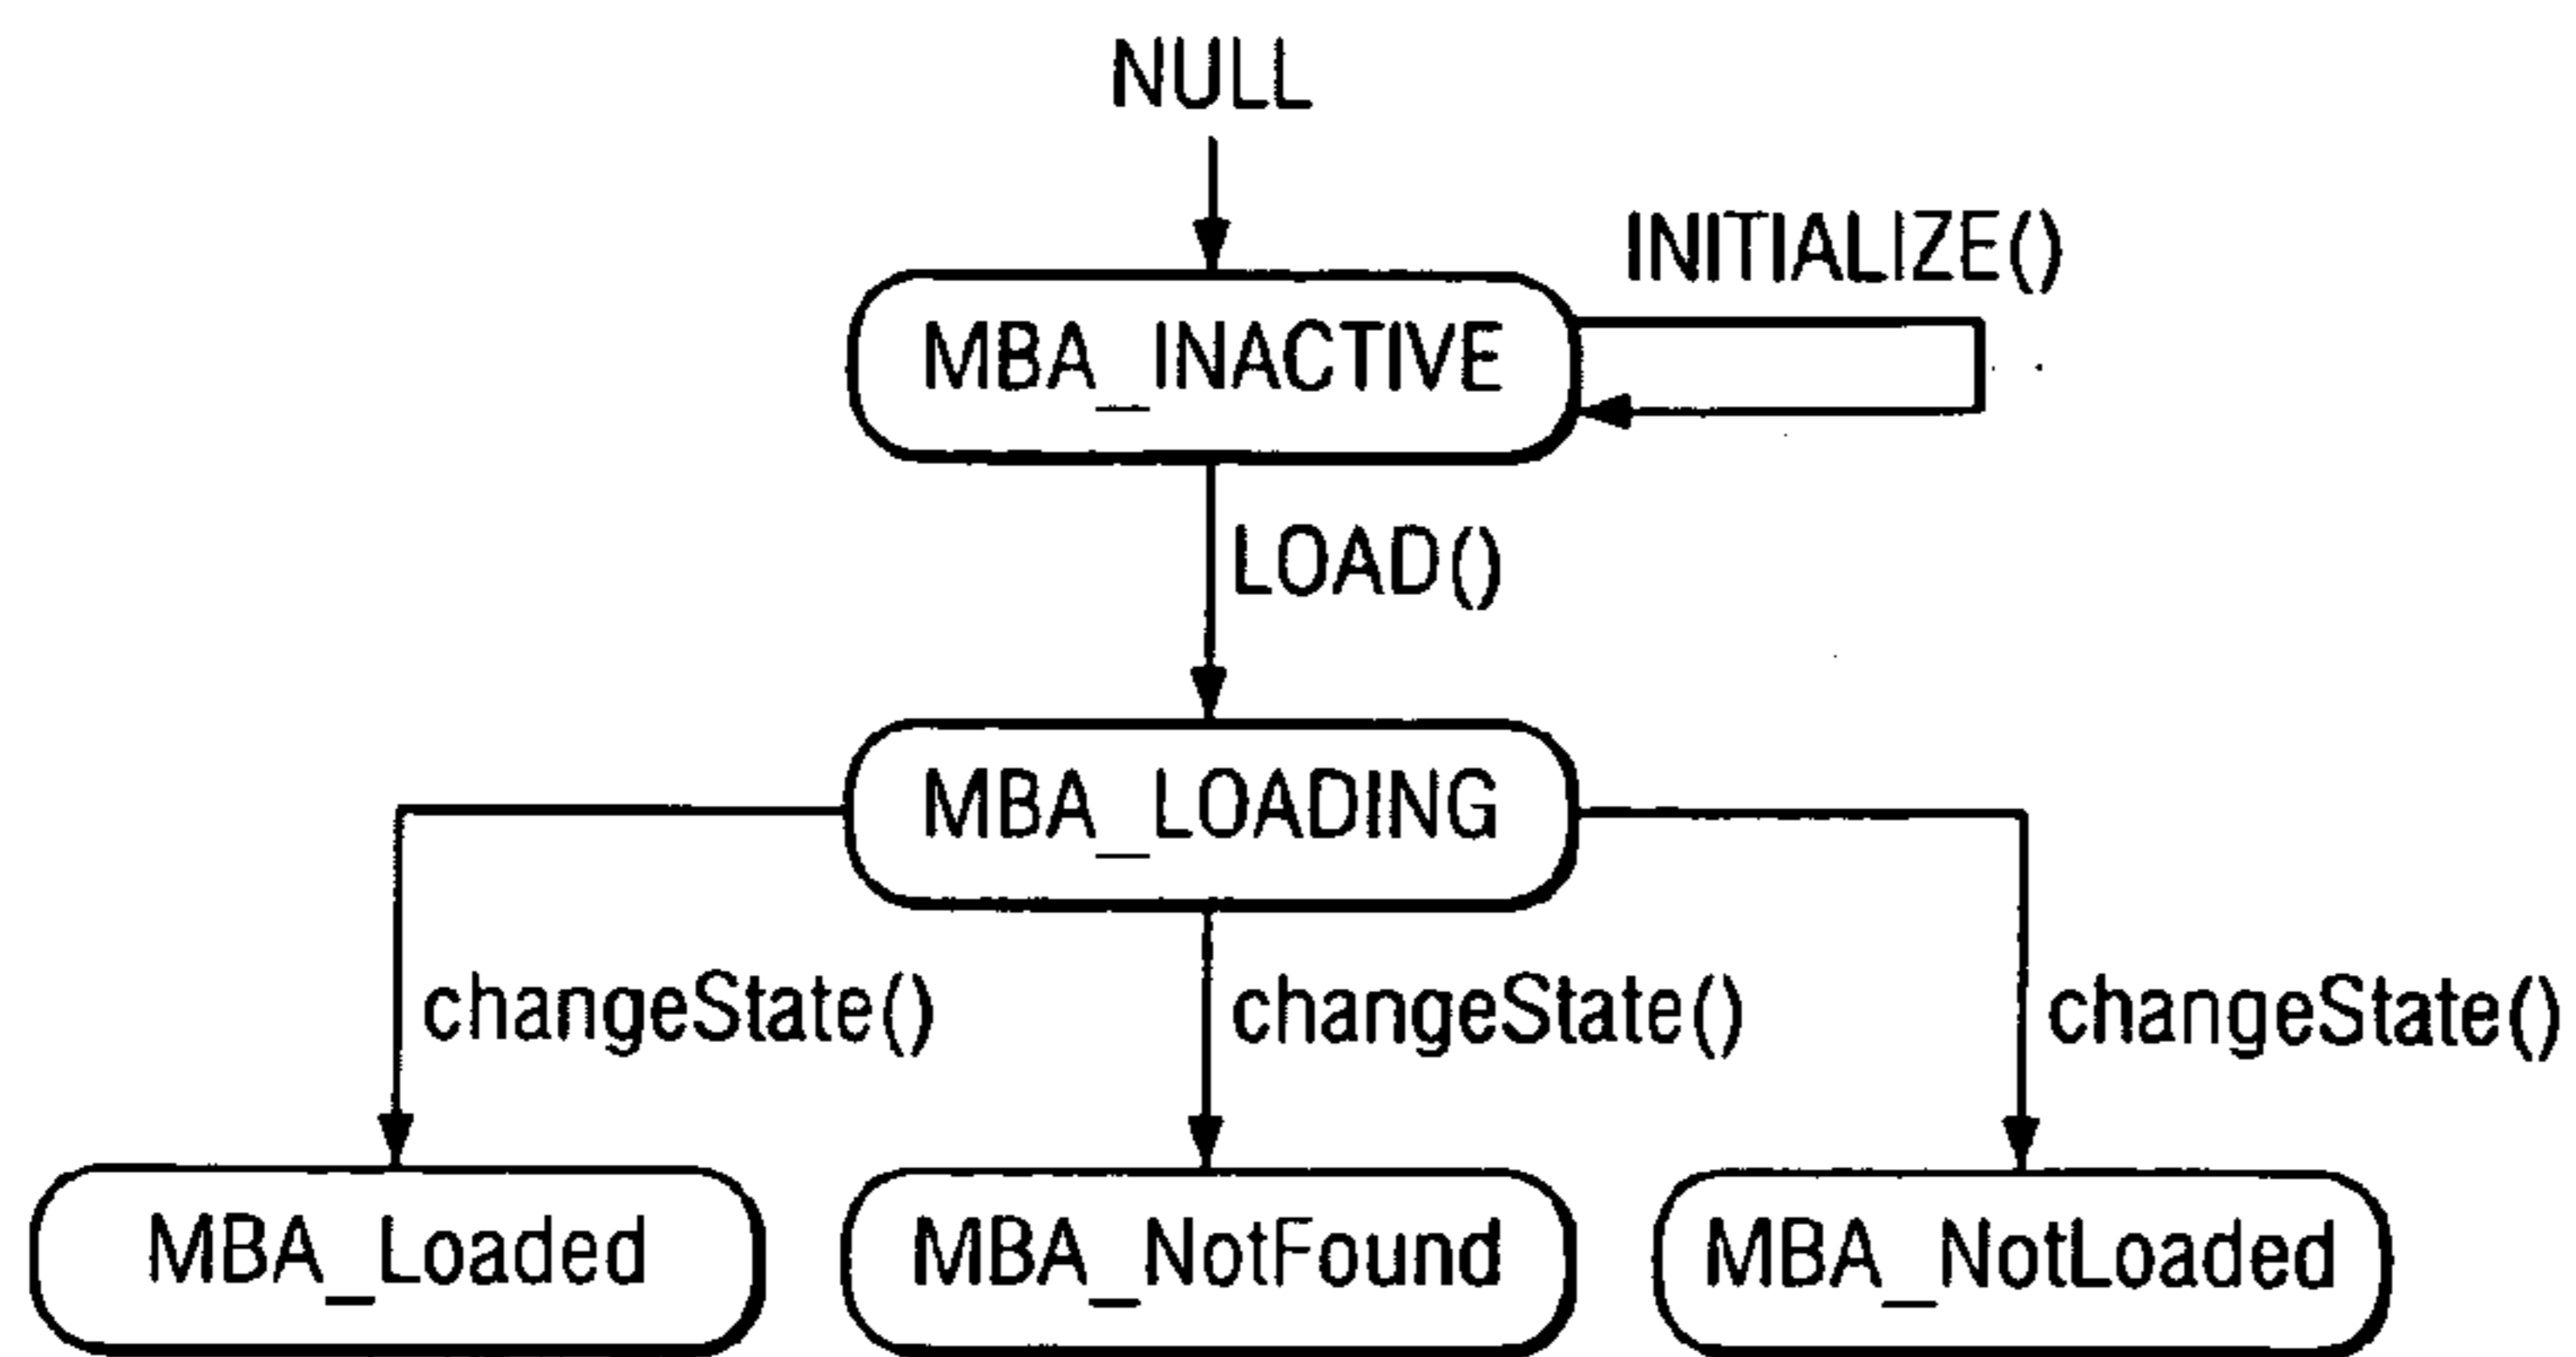 NULL
INITIALIZE()
MBA_INACTIVE
LOAD()
MBA_LOADING
changeState()
changeState()
changeState()
MBA_Loaded
MBA_NotFound
MBA_NotLoaded